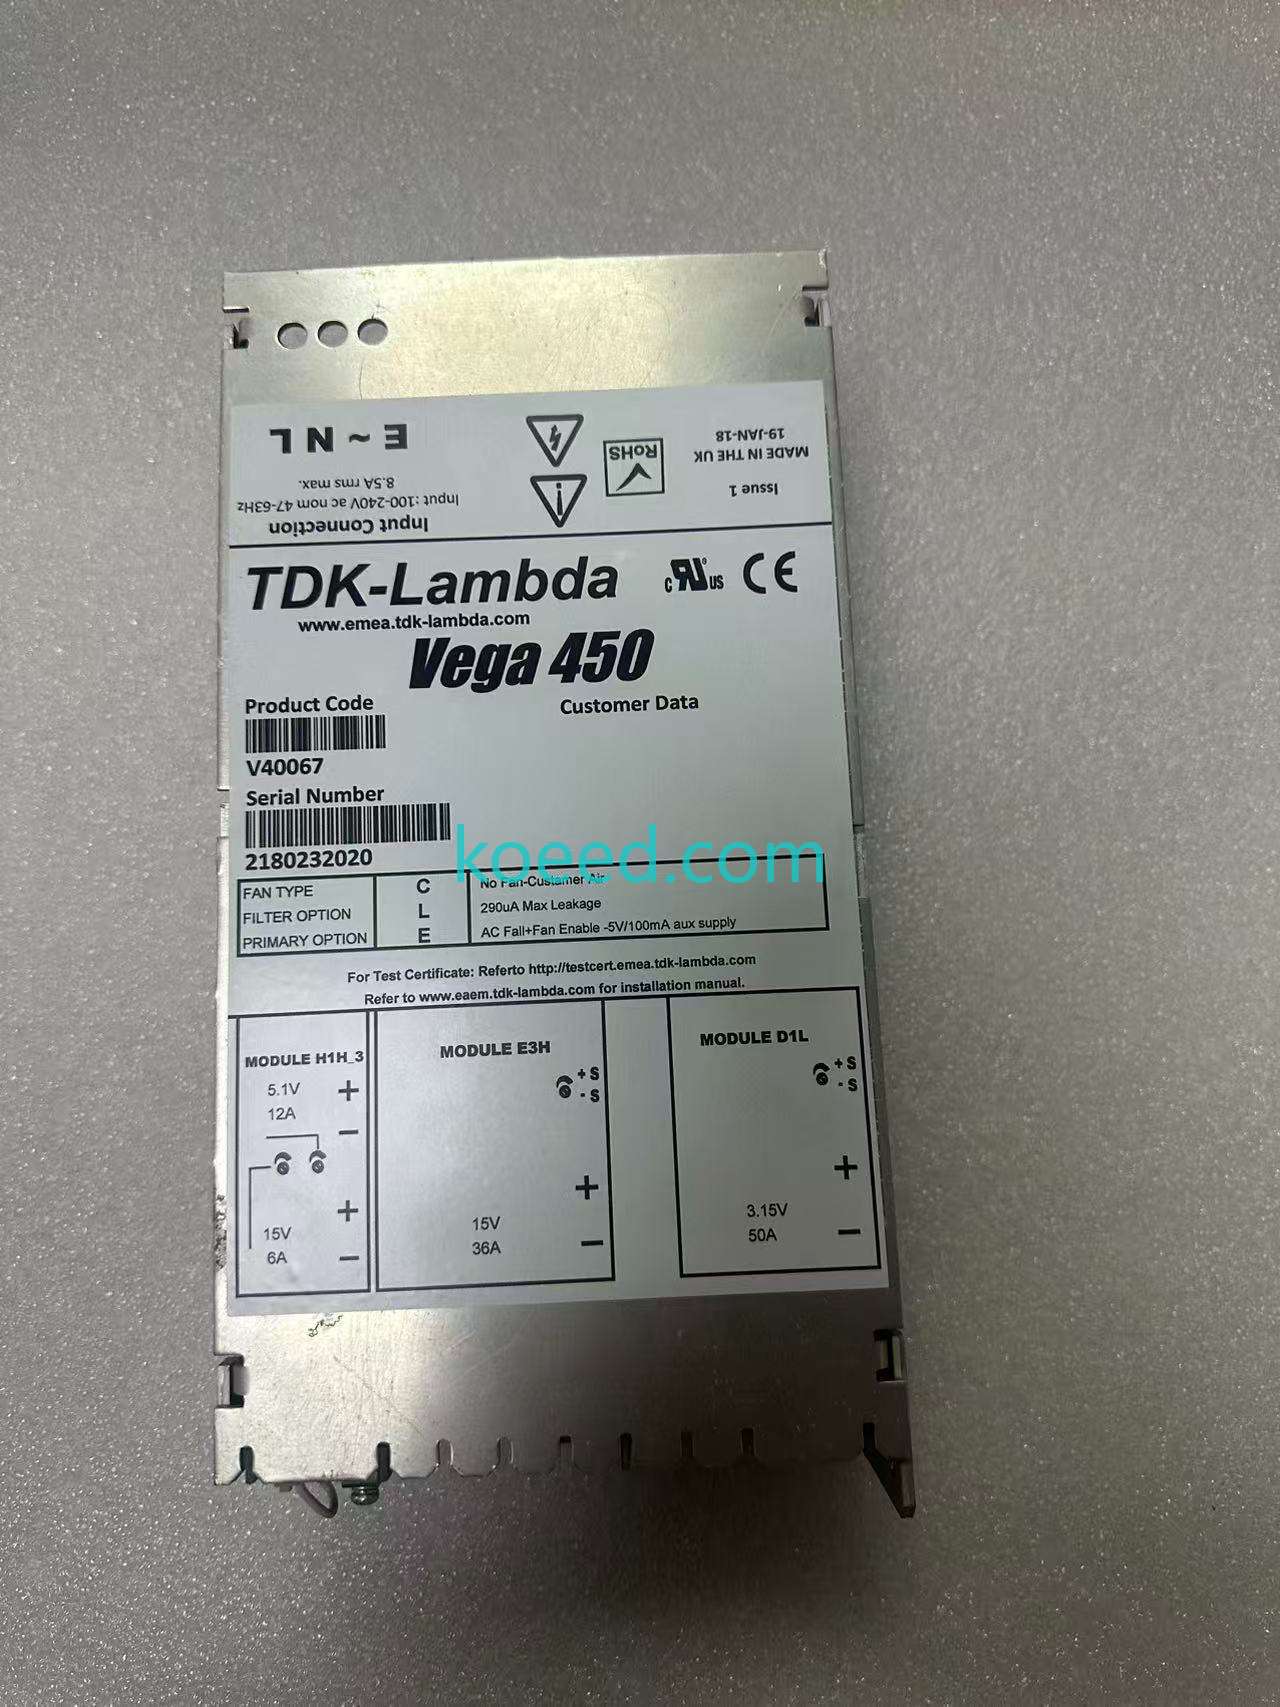 E ~ N L
Input Connection
Input :100-240V ac nom 47-63Hz
8.5A rms max.
RoHS
Issue 1
MADE IN THE UK
19-JAN-18
TDK-Lambda
www.emea.tdk-lambda.com
c RU us CE
Vega 450
Product Code
Customer Data
V40067
Serial Number
2180232020
koeed.com
FAN TYPE C No Fan-Customer Air
FILTER OPTION L 290uA Max Leakage
PRIMARY OPTION E AC Fall+Fan Enable -5V/100mA aux supply
For Test Certificate: Referto http://testcert.emea.tdk-lambda.com
Refer to www.eaem.tdk-lambda.com for installation manual.
MODULE H1H_3
5.1V +
12A
−
+
15V
6A −
MODULE E3H
+ S
- S
+
15V
36A −
MODULE D1L
+ S
- S
+
3.15V
50A −